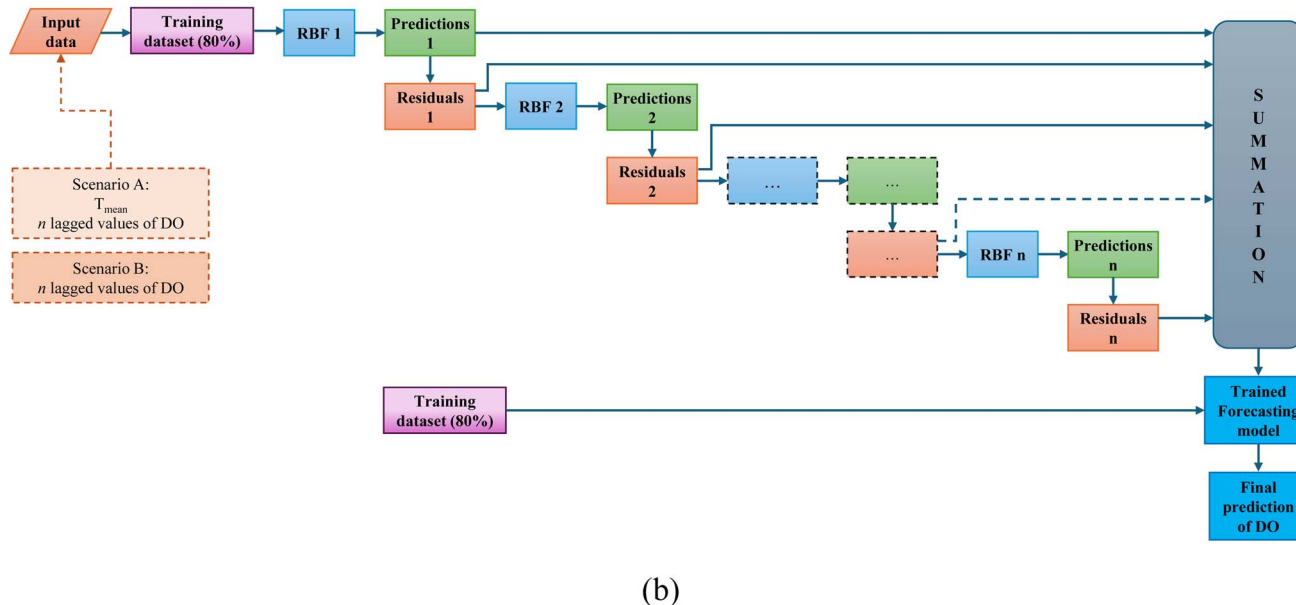 Input
data
Training
dataset (80%)
RBF 1
Predictions
1
Residuals
1
RBF 2
Predictions
2
Residuals
2
...
...
...
RBF n
Predictions
n
Residuals
n
SUMMATION
Scenario A:
Tmean
n lagged values of DO
Scenario B:
n lagged values of DO
Training
dataset (80%)
Trained
Forecasting
model
Final
prediction
of DO
(b)